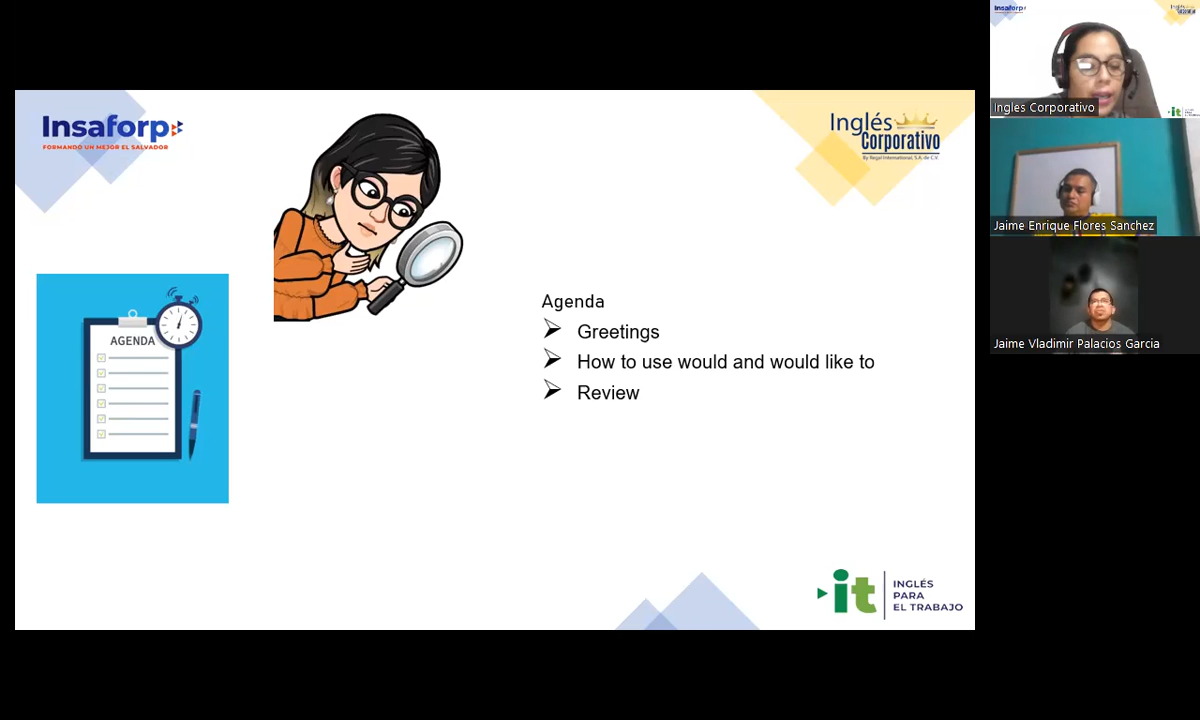 Insaforp
FORMANDO UN MEJOR EL SALVADOR
Inglés
Corporativo
By Regal International, S.A. de C.V.
AGENDA
Agenda
Greetings
How to use would and would like to
Review
it
INGLÉS
PARA
EL TRABAJO
Insaforp
Ingles Corporativo
it
Jaime Enrique Flores Sanchez
Jaime Vladimir Palacios Garcia